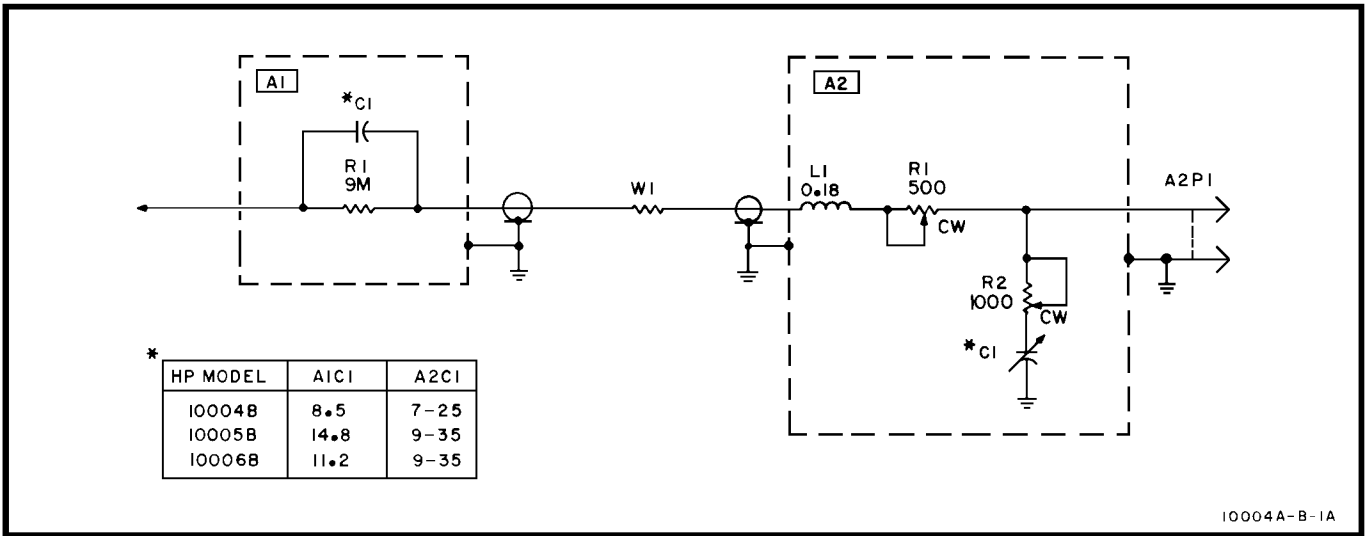 A1
*C1
R1
9M
W1
A2
L1
0.18
R1
500
CW
A2P1
R2
1000
CW
*C1
*
HP MODEL A1C1 A2C1
10004B 8.5 7-25
10005B 14.8 9-35
10006B 11.2 9-35
10004A-B-1A